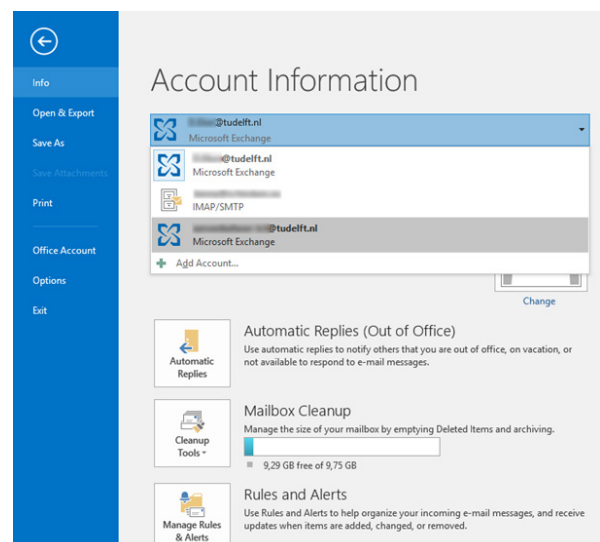 Info
Open & Export
Save As
Save Attachments
Print
Office Account
Options
Exit
Account Information
@tudelft.nl
Microsoft Exchange
@tudelft.nl
Microsoft Exchange
IMAP/SMTP
@tudelft.nl
Microsoft Exchange
Add Account...
Change
Automatic
Replies
Automatic Replies (Out of Office)
Use automatic replies to notify others that you are out of office, on vacation, or
not available to respond to e-mail messages.
Cleanup
Tools
Mailbox Cleanup
Manage the size of your mailbox by emptying Deleted Items and archiving.
9,29 GB free of 9,75 GB
Manage Rules
& Alerts
Rules and Alerts
Use Rules and Alerts to help organize your incoming e-mail messages, and receive
updates when items are added, changed, or removed.